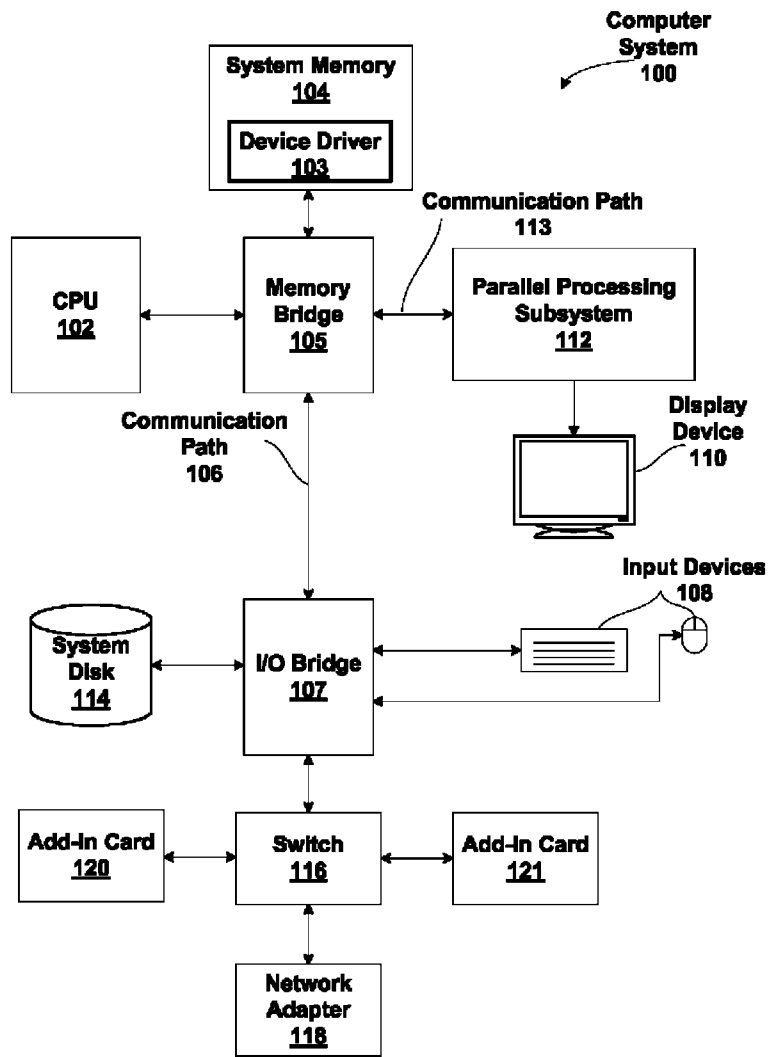 Computer
System
100
System Memory
104
Device Driver
103
Communication Path
113
CPU
102
Memory
Bridge
105
Parallel Processing
Subsystem
112
Communication
Path
106
Display
Device
110
Input Devices
108
System
Disk
114
I/O Bridge
107
Add-In Card
120
Switch
116
Add-In Card
121
Network
Adapter
118